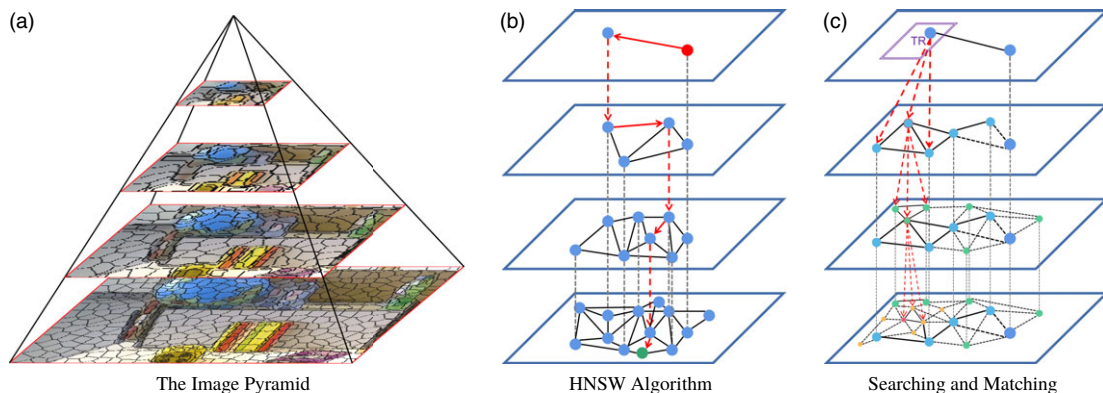 (a)
(b)
(c)
TR
The Image Pyramid
HNSW Algorithm
Searching and Matching